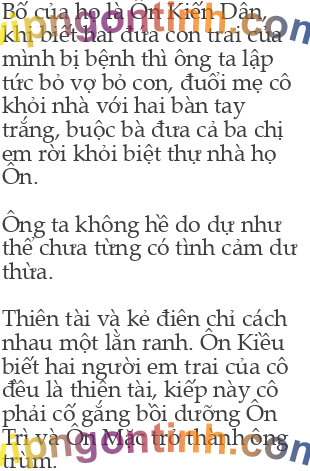 Bố của họ là Ôn Kiến Dân,
khi biết hai đứa con trai của
mình bị bệnh thì ông ta lập
tức bỏ vợ bỏ con, đuổi mẹ cô
khỏi nhà với hai bàn tay
trắng, buộc bà đưa cả ba chị
em rời khỏi biệt thự nhà họ
Ôn.
Ông ta không hề do dự như
thể chưa từng có tình cảm dư
thừa.
Thiên tài và kẻ điên chỉ cách
nhau một lằn ranh. Ôn Kiều
biết hai người em trai của cô
đều là thiên tài, kiếp này cô
phải cố gắng bồi dưỡng Ôn
Trì và Ôn Mặc trở thành ông
trùm.
vipngontinh.com
vipngontinh.com